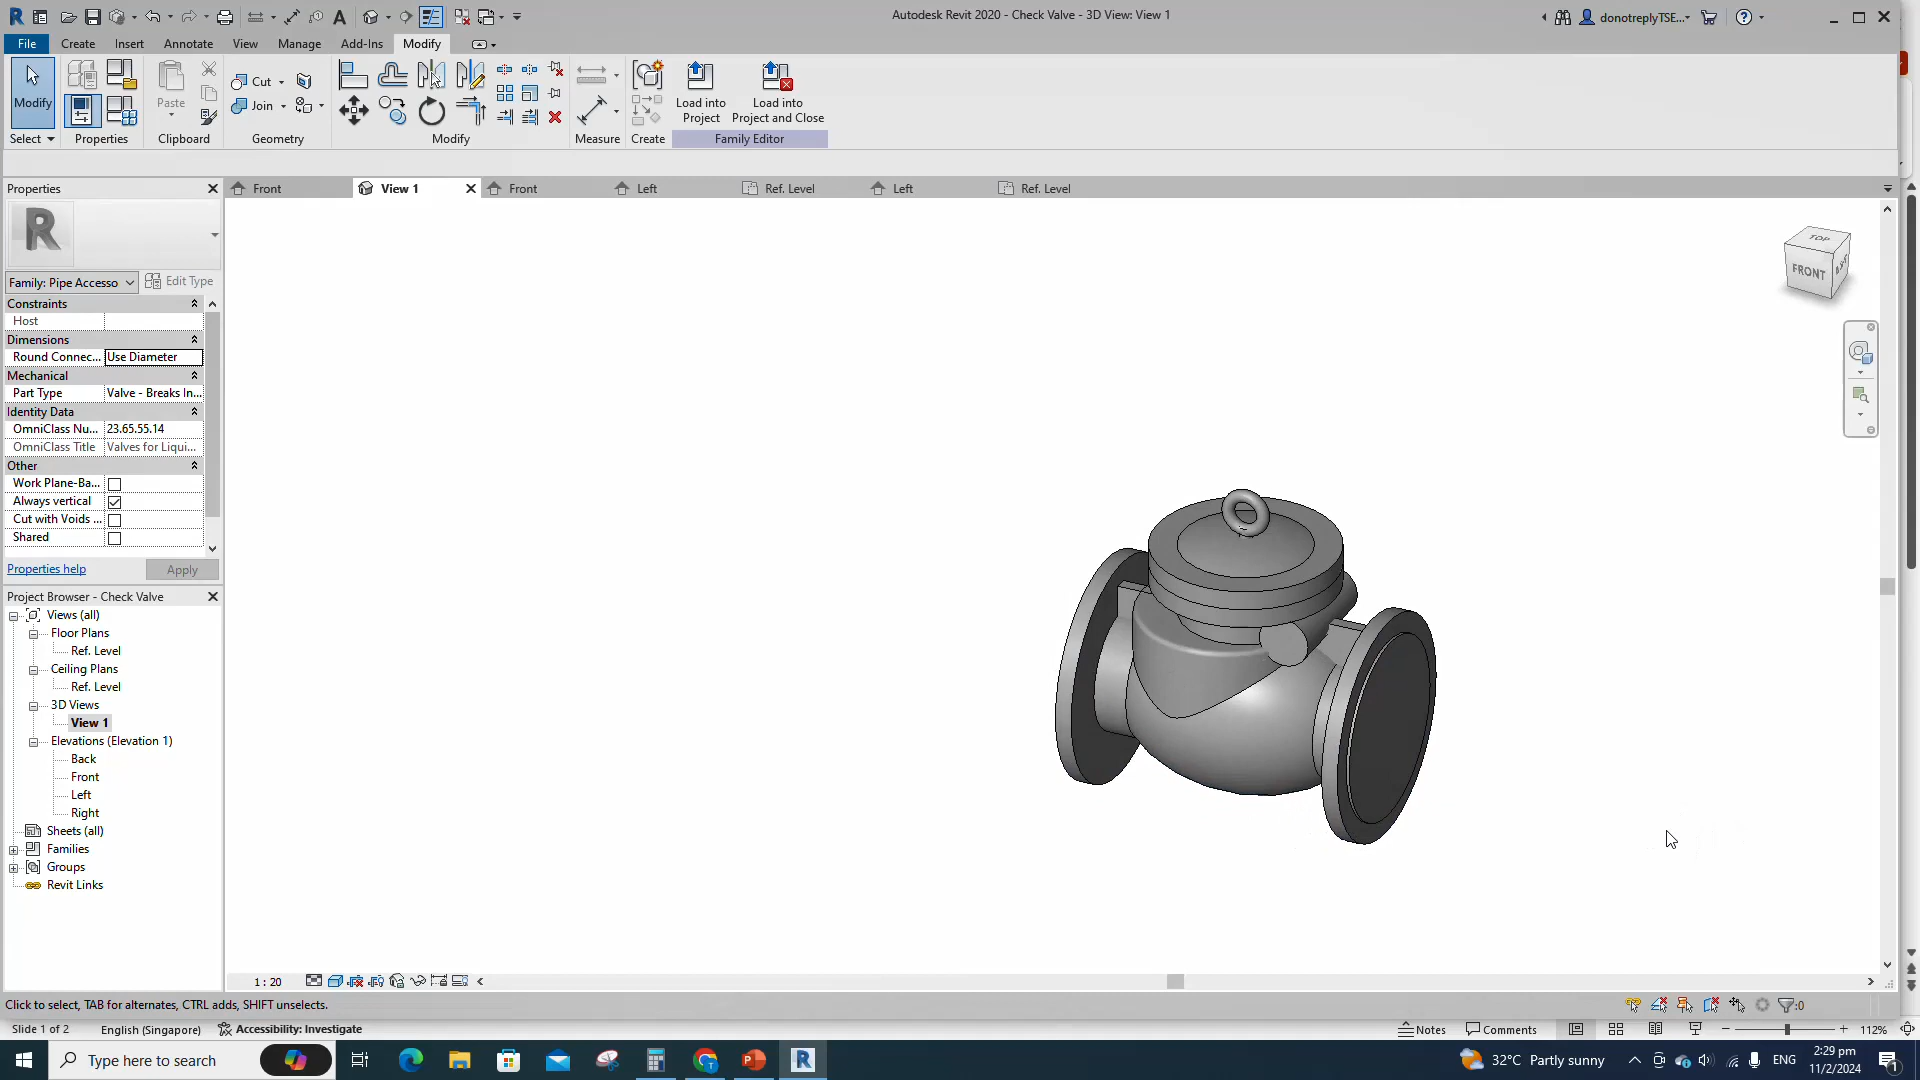 Autodesk Revit 2020 - Check Valve - 3D View: View 1
donotreplyTSE...
File Create Insert Annotate View Manage Add-Ins Modify
Modify
Paste
Cut
Join
Load into
Project
Load into
Project and Close
Select Properties Clipboard Geometry Modify Measure Create Family Editor
Properties
Front View 1 Front Left Ref. Level Left Ref. Level
Family: Pipe Accesso Edit Type
Constraints
Host
Dimensions
Round Connec... Use Diameter
Mechanical
Part Type Valve - Breaks In...
Identity Data
OmniClass Nu... 23.65.55.14
OmniClass Title Valves for Liqui...
Other
Work Plane-Ba...
Always vertical
Cut with Voids ...
Shared
Properties help Apply
Project Browser - Check Valve
Views (all)
Floor Plans
Ref. Level
Ceiling Plans
Ref. Level
3D Views
View 1
Elevations (Elevation 1)
Back
Front
Left
Right
Sheets (all)
Families
Groups
Revit Links
TOP
FRONT
1 : 20
Click to select, TAB for alternates, CTRL adds, SHIFT unselects.
:0
Slide 1 of 2 English (Singapore) Accessibility: Investigate Notes Comments 112%
Type here to search
32°C Partly sunny
ENG
2:29 pm
11/2/2024
1